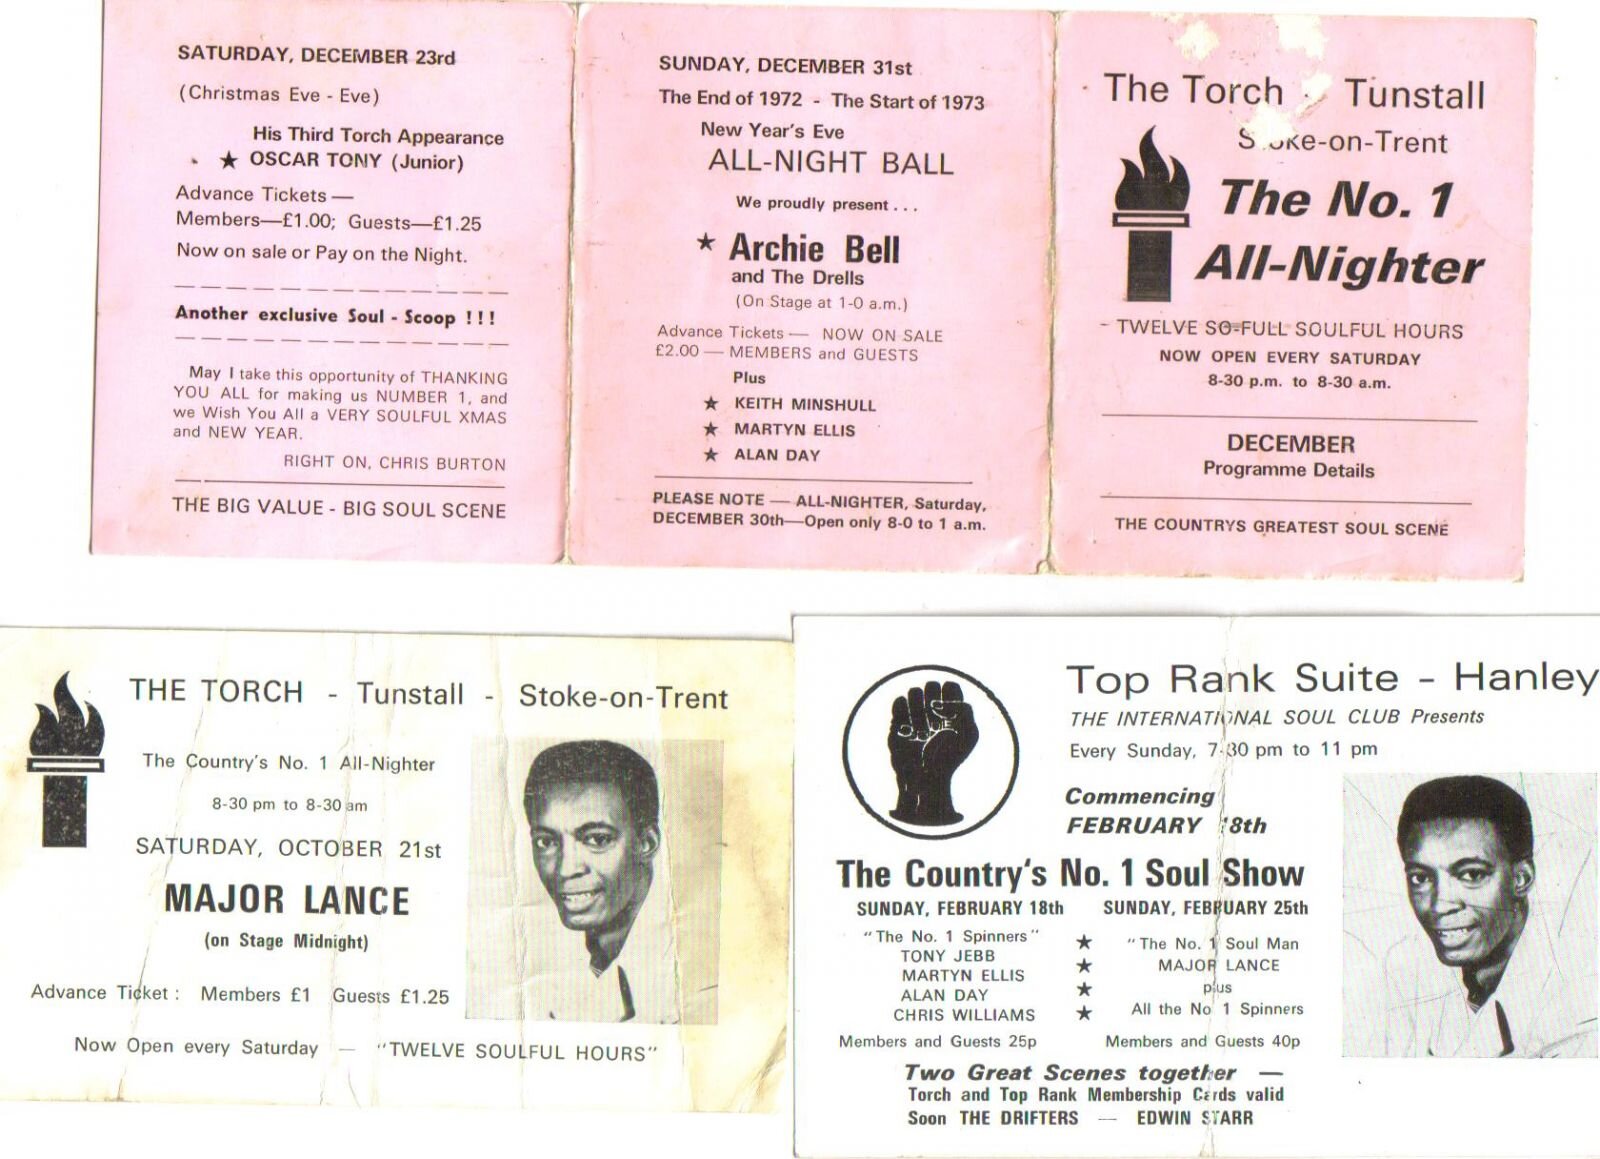 SATURDAY, DECEMBER 23rd
(Christmas Eve - Eve)
His Third Torch Appearance
★ OSCAR TONY (Junior)
Advance Tickets —
Members—£1.00; Guests—£1.25
Now on sale or Pay on the Night.
Another exclusive Soul - Scoop !!!
May I take this opportunity of THANKING
YOU ALL for making us NUMBER 1, and
we Wish You All a VERY SOULFUL XMAS
and NEW YEAR.
RIGHT ON, CHRIS BURTON
THE BIG VALUE - BIG SOUL SCENE
SUNDAY, DECEMBER 31st
The End of 1972 - The Start of 1973
New Year's Eve
ALL-NIGHT BALL
We proudly present . . .
★ Archie Bell
and The Drells
(On Stage at 1-0 a.m.)
Advance Tickets — NOW ON SALE
£2.00 — MEMBERS and GUESTS
Plus
★ KEITH MINSHULL
★ MARTYN ELLIS
★ ALAN DAY
PLEASE NOTE — ALL-NIGHTER, Saturday,
DECEMBER 30th—Open only 8-0 to 1 a.m.
The Torch - Tunstall
Stoke-on-Trent
The No. 1
All-Nighter
- TWELVE SO-FULL SOULFUL HOURS
NOW OPEN EVERY SATURDAY
8-30 p.m. to 8-30 a.m.
DECEMBER
Programme Details
THE COUNTRYS GREATEST SOUL SCENE
THE TORCH - Tunstall - Stoke-on-Trent
The Country's No. 1 All-Nighter
8-30 pm to 8-30 am
SATURDAY, OCTOBER 21st
MAJOR LANCE
(on Stage Midnight)
Advance Ticket : Members £1 Guests £1.25
Now Open every Saturday — "TWELVE SOULFUL HOURS"
Top Rank Suite - Hanley
THE INTERNATIONAL SOUL CLUB Presents
Every Sunday, 7-30 pm to 11 pm
Commencing
FEBRUARY 18th
The Country's No. 1 Soul Show
SUNDAY, FEBRUARY 18th
"The No. 1 Spinners"
TONY JEBB
MARTYN ELLIS
ALAN DAY
CHRIS WILLIAMS
Members and Guests 25p
SUNDAY, FEBRUARY 25th
"The No. 1 Soul Man
MAJOR LANCE
plus
All the No 1 Spinners
Members and Guests 40p
Two Great Scenes together —
Torch and Top Rank Membership Cards valid
Soon THE DRIFTERS — EDWIN STARR